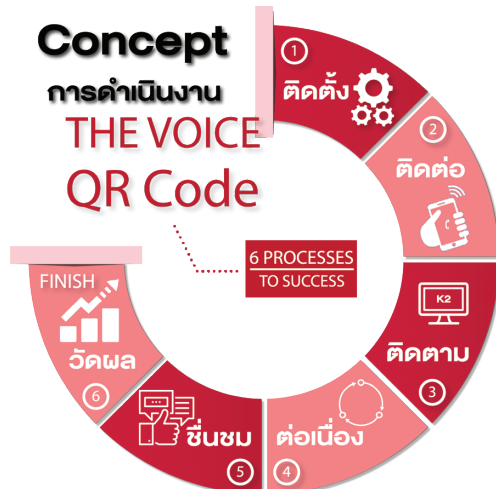 Concept
การดำเนินงาน
THE VOICE
QR Code
6 PROCESSES
TO SUCCESS
1
ติดตั้ง
2
ติดต่อ
K2
ติดตาม
3
ต่อเนื่อง
4
ชื่นชม
5
FINISH
วัดผล
6